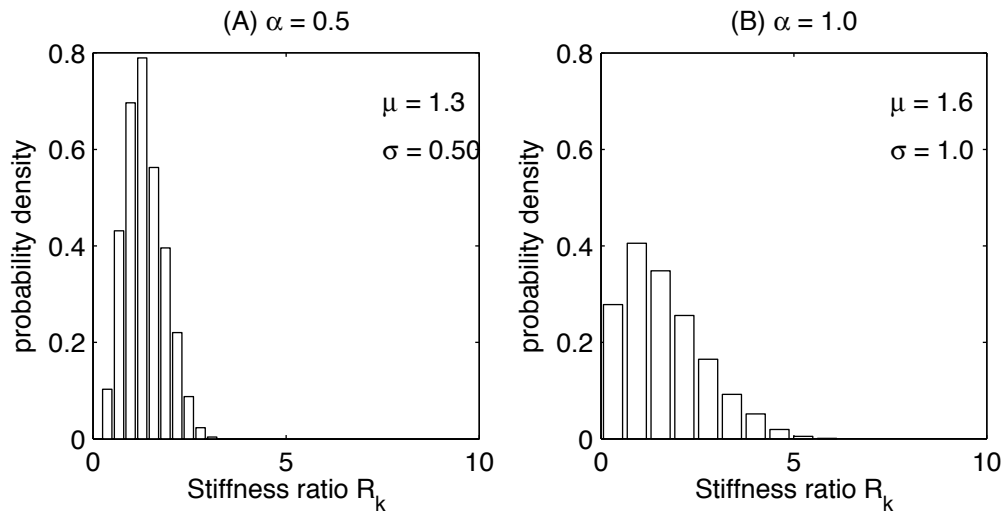 (A) α = 0.5
0.8
0.6
0.4
0.2
0
probability density
μ = 1.3
σ = 0.50
0 5 10
Stiffness ratio R_k
(B) α = 1.0
0.8
0.6
0.4
0.2
0
probability density
μ = 1.6
σ = 1.0
0 5 10
Stiffness ratio R_k